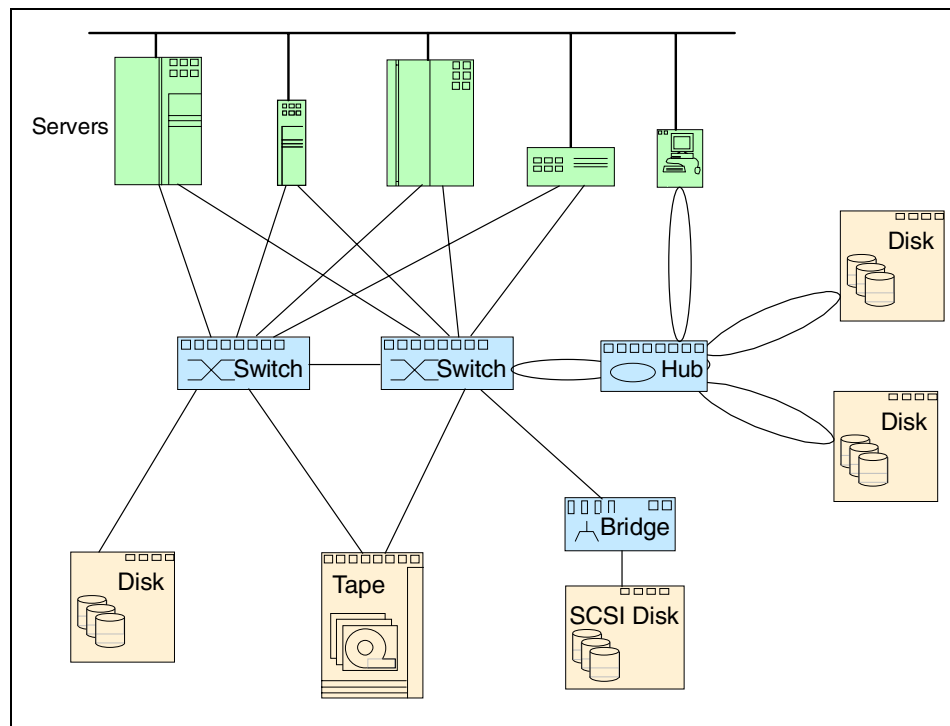 Servers
Disk
Switch
Switch
Hub
Disk
Bridge
Disk
Tape
SCSI Disk